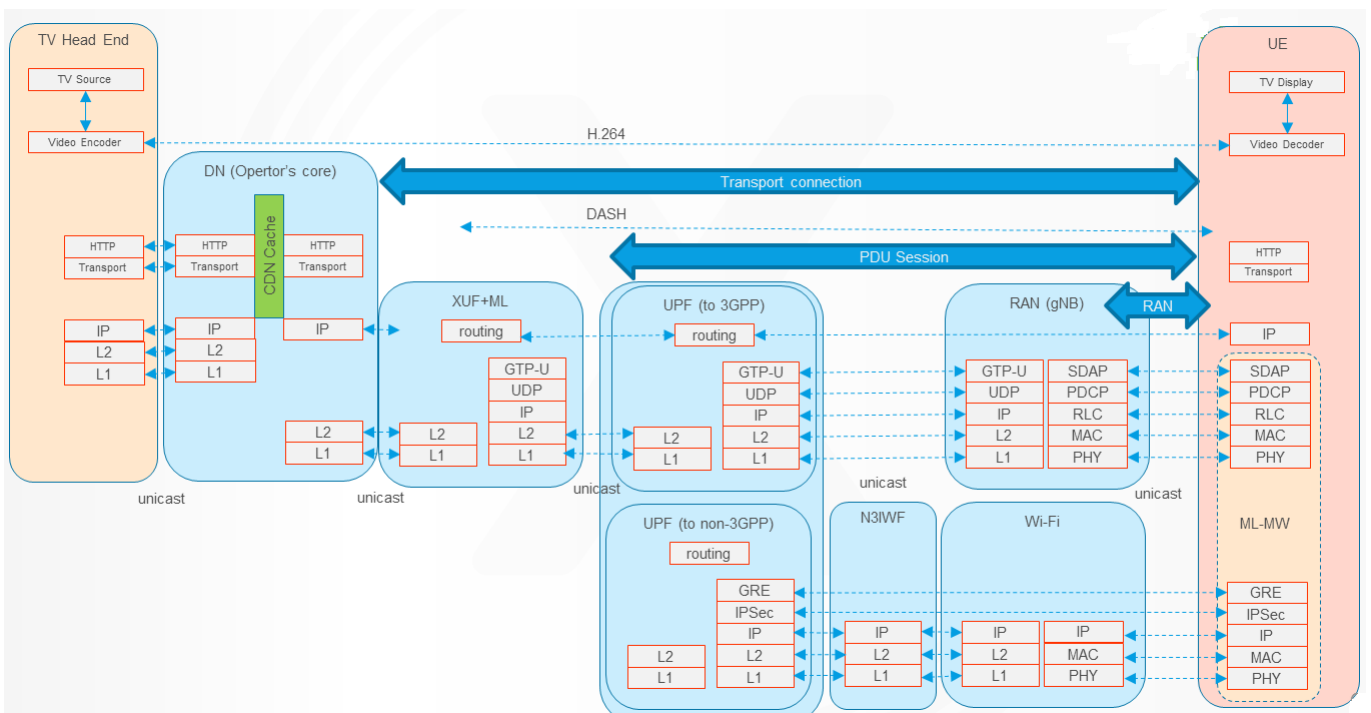 TV Head End
TV Source
Video Encoder
HTTP
Transport
IP
L2
L1
unicast
DN (Opertor's core)
CDN Cache
HTTP
Transport
HTTP
Transport
IP
L2
L1
IP
L2
L1
unicast
H.264
Transport connection
DASH
PDU Session
XUF+ML
routing
GTP-U
UDP
IP
L2
L1
L2
L1
unicast
UPF (to 3GPP)
routing
GTP-U
UDP
IP
L2
L1
L2
L1
UPF (to non-3GPP)
routing
GRE
IPSec
IP
L2
L1
L2
L1
unicast
N3IWF
IP
L2
L1
RAN (gNB)
RAN
GTP-U
UDP
IP
L2
L1
SDAP
PDCP
RLC
MAC
PHY
unicast
Wi-Fi
IP
L2
L1
IP
MAC
PHY
UE
TV Display
Video Decoder
HTTP
Transport
IP
SDAP
PDCP
RLC
MAC
PHY
ML-MW
GRE
IPSec
IP
MAC
PHY